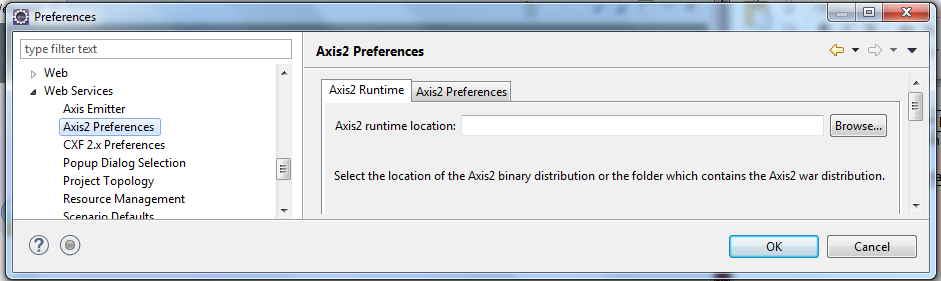 Preferences
type filter text
Web
Web Services
Axis Emitter
Axis2 Preferences
CXF 2.x Preferences
Popup Dialog Selection
Project Topology
Resource Management
Scenario Defaults
Axis2 Preferences
Axis2 Runtime
Axis2 Preferences
Axis2 runtime location:
Browse...
Select the location of the Axis2 binary distribution or the folder which contains the Axis2 war distribution.
OK
Cancel